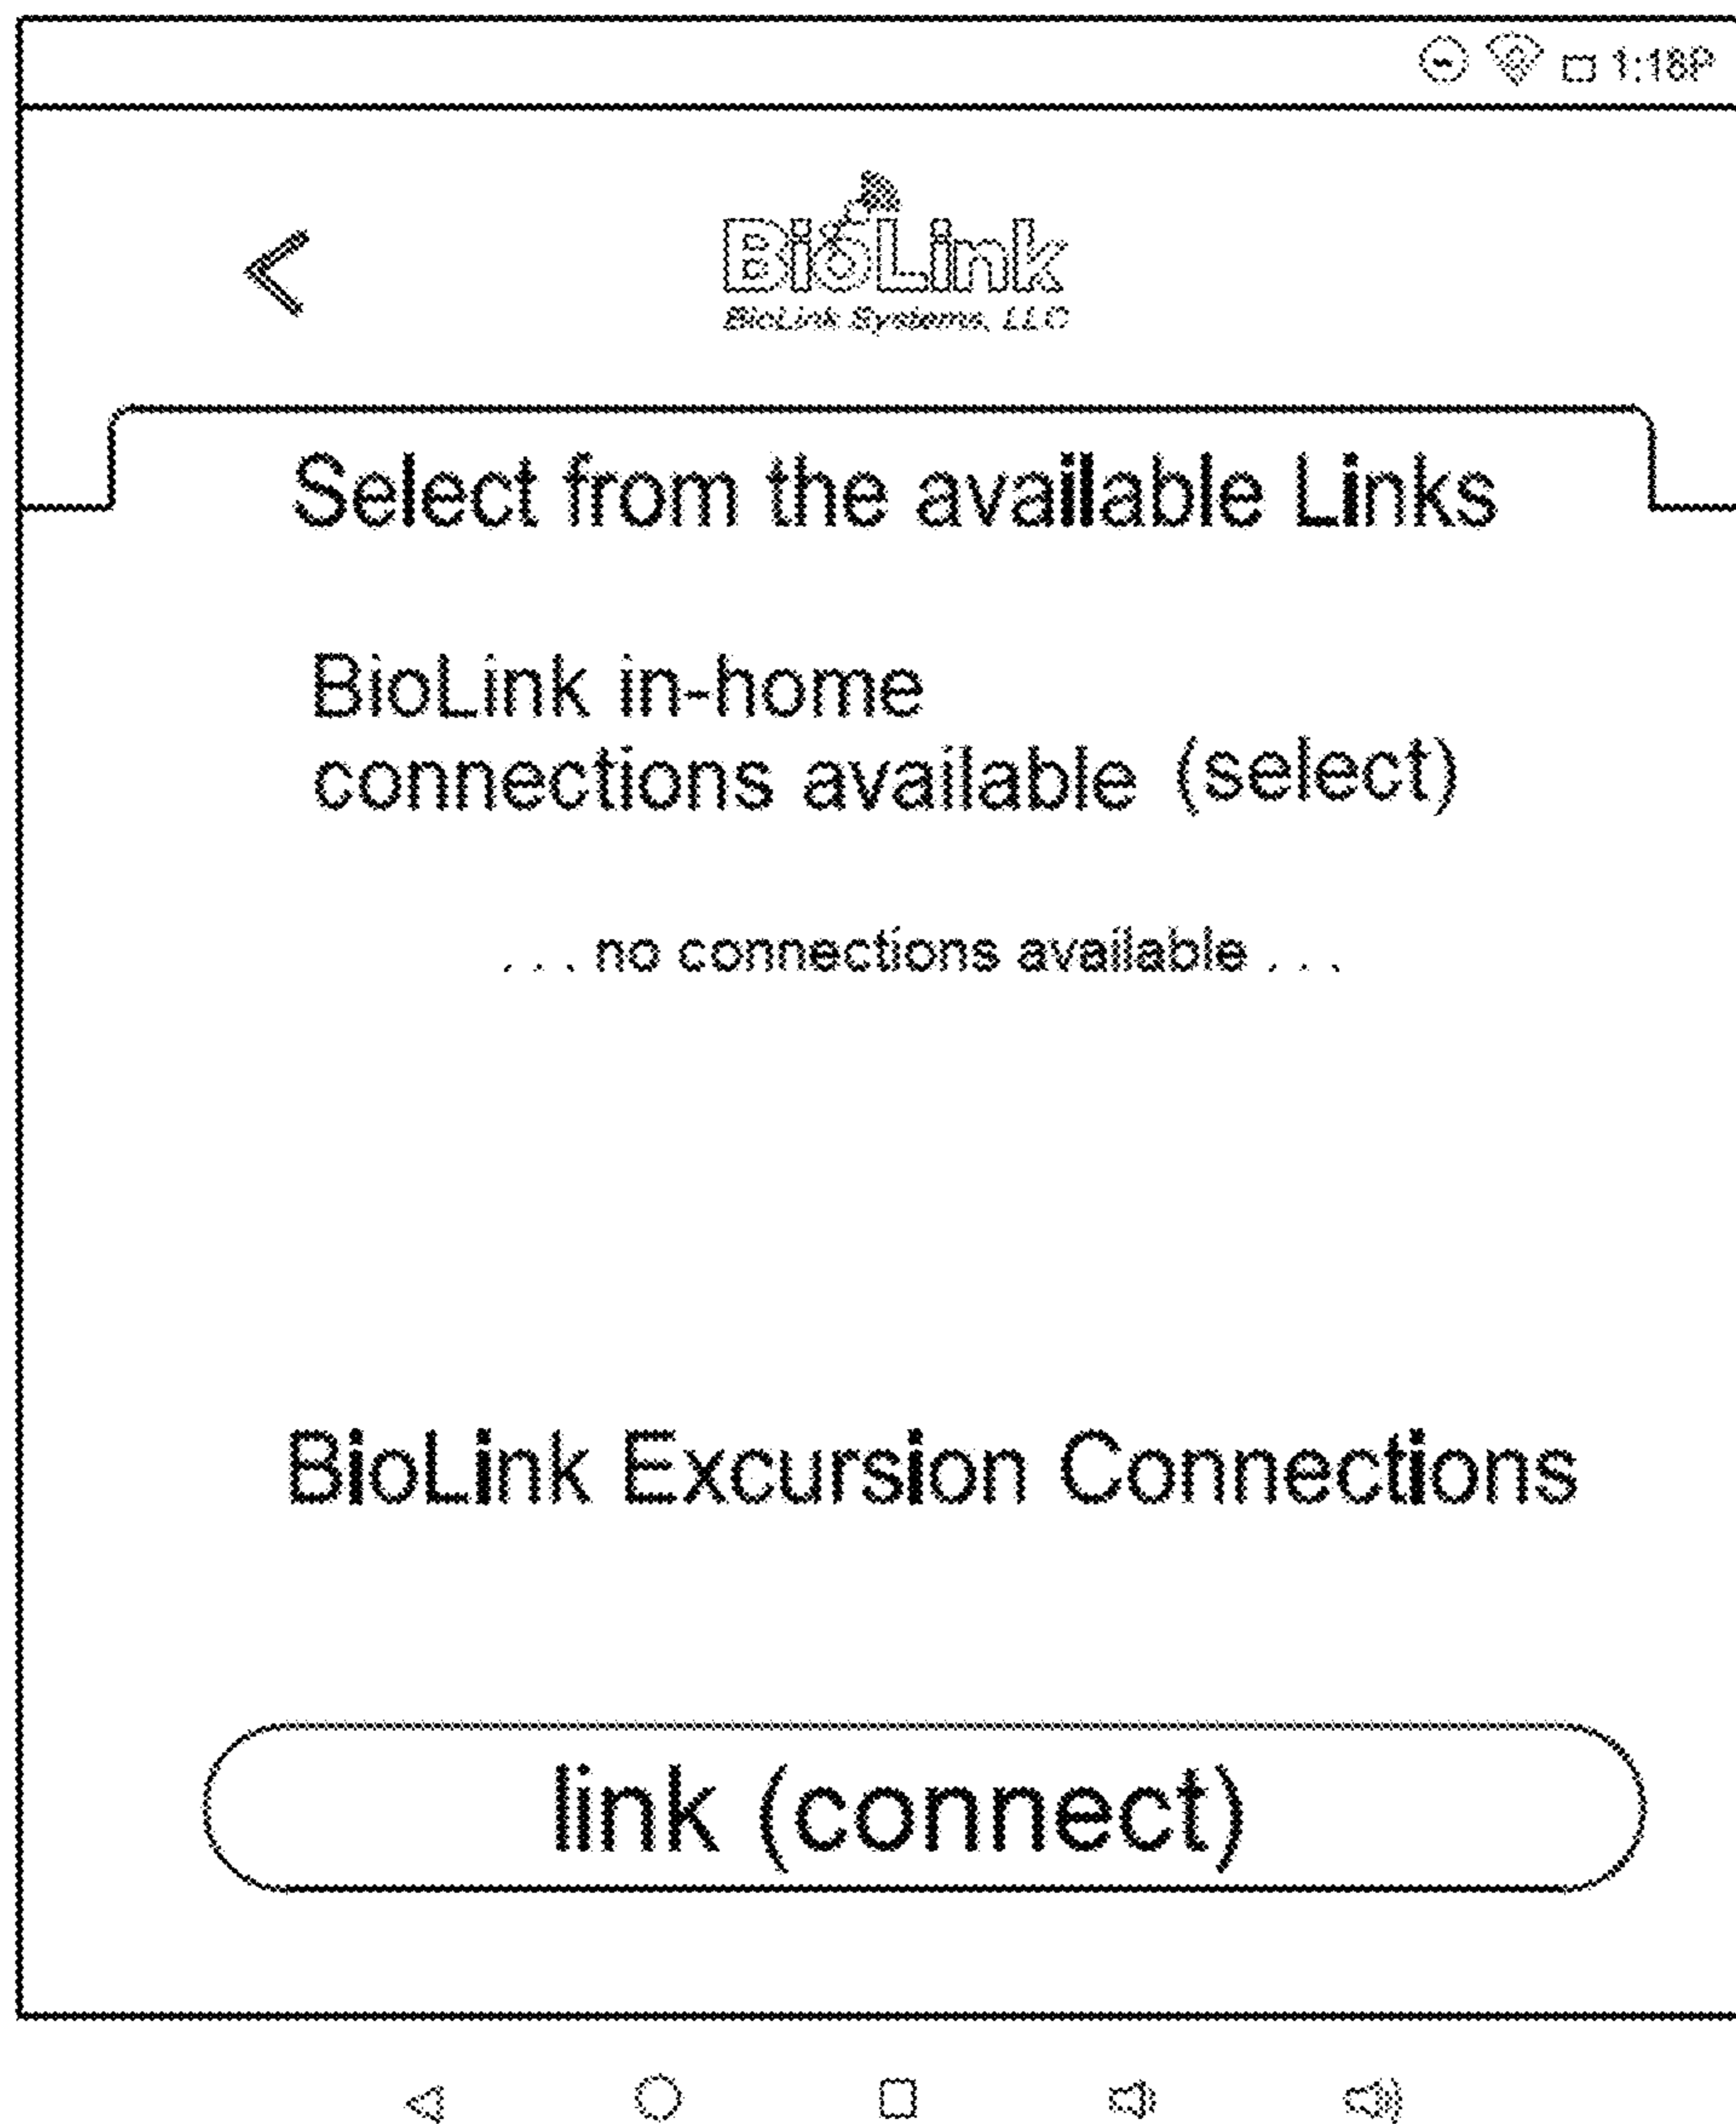 1:18P
BioLink
BioLink Systems, LLC
Select from the available Links
BioLink in-home
connections available (select)
. . . no connections available . . .
BioLink Excursion Connections
link (connect)